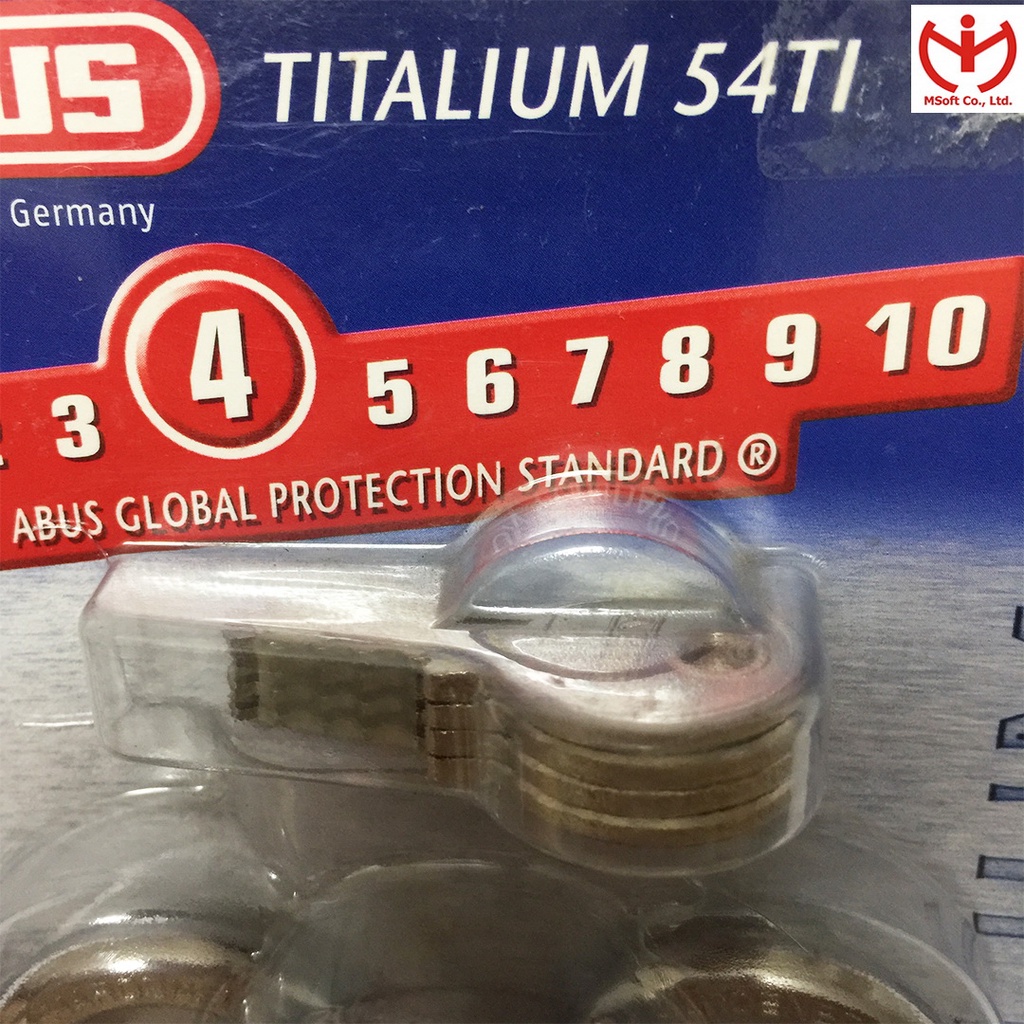 US
TITALIUM 54TI
MSoft Co., Ltd.
Germany
3 4 5 6 7 8 9 10
ABUS GLOBAL PROTECTION STANDARD ®